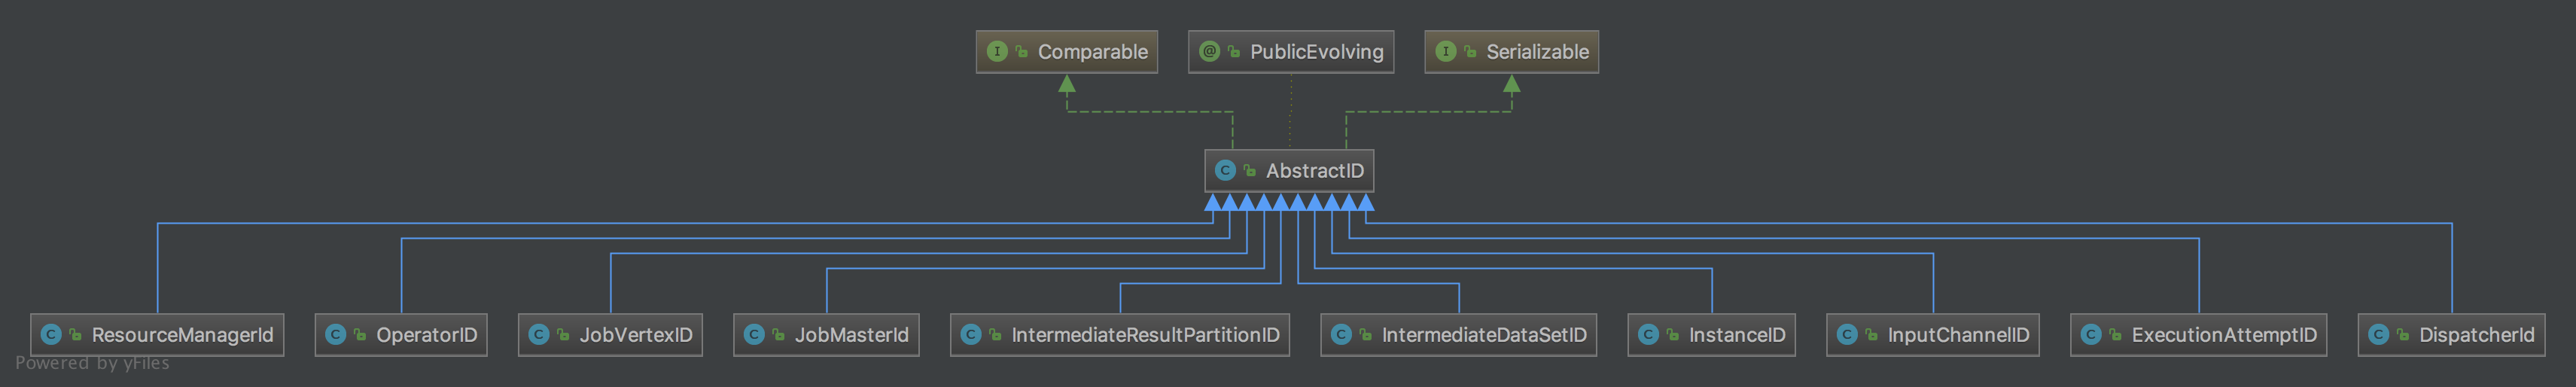 Comparable
PublicEvolving
Serializable
AbstractID
ResourceManagerId
OperatorID
JobVertexID
JobMasterId
IntermediateResultPartitionID
IntermediateDataSetID
InstanceID
InputChannelID
ExecutionAttemptID
DispatcherId
Powered by yFiles